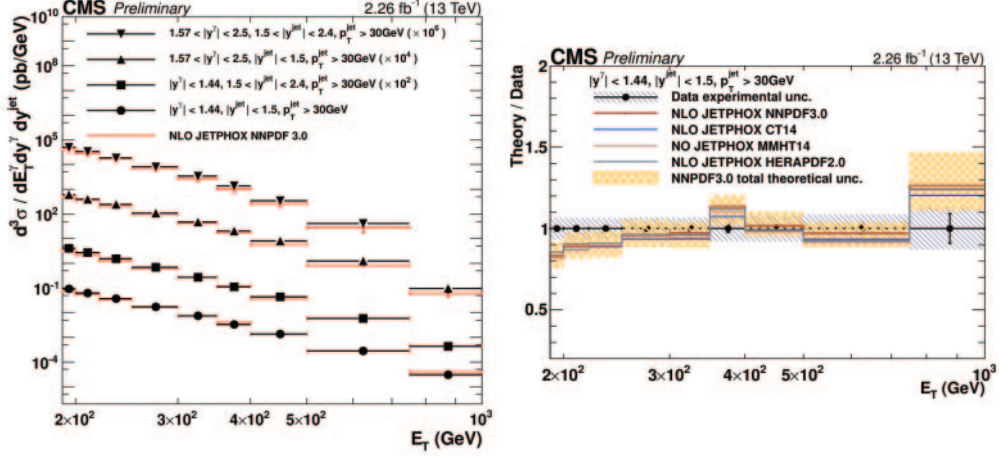 CMS Preliminary 2.26 fb⁻¹ (13 TeV)
d³σ / dE_T^γ dy^γ dy^jet (pb/GeV)
10¹⁰
10⁸
10⁵
10²
10⁻¹
10⁻⁴
1.57 < |y^γ| < 2.5, 1.5 < |y^jet| < 2.4, p_T^jet > 30GeV (× 10⁶)
1.57 < |y^γ| < 2.5, |y^jet| < 1.5, p_T^jet > 30GeV (× 10⁴)
|y^γ| < 1.44, 1.5 < |y^jet| < 2.4, p_T^jet > 30GeV (× 10²)
|y^γ| < 1.44, |y^jet| < 1.5, p_T^jet > 30GeV
NLO JETPHOX NNPDF 3.0
2×10² 3×10² 4×10² 10³
E_T (GeV)
CMS Preliminary 2.26 fb⁻¹ (13 TeV)
Theory / Data
2
1.5
1
0.5
|y^γ| < 1.44, |y^jet| < 1.5, p_T^jet > 30GeV
Data experimental unc.
NLO JETPHOX NNPDF3.0
NLO JETPHOX CT14
NO JETPHOX MMHT14
NLO JETPHOX HERAPDF2.0
NNPDF3.0 total theoretical unc.
2×10² 3×10² 4×10² 10³
E_T (GeV)